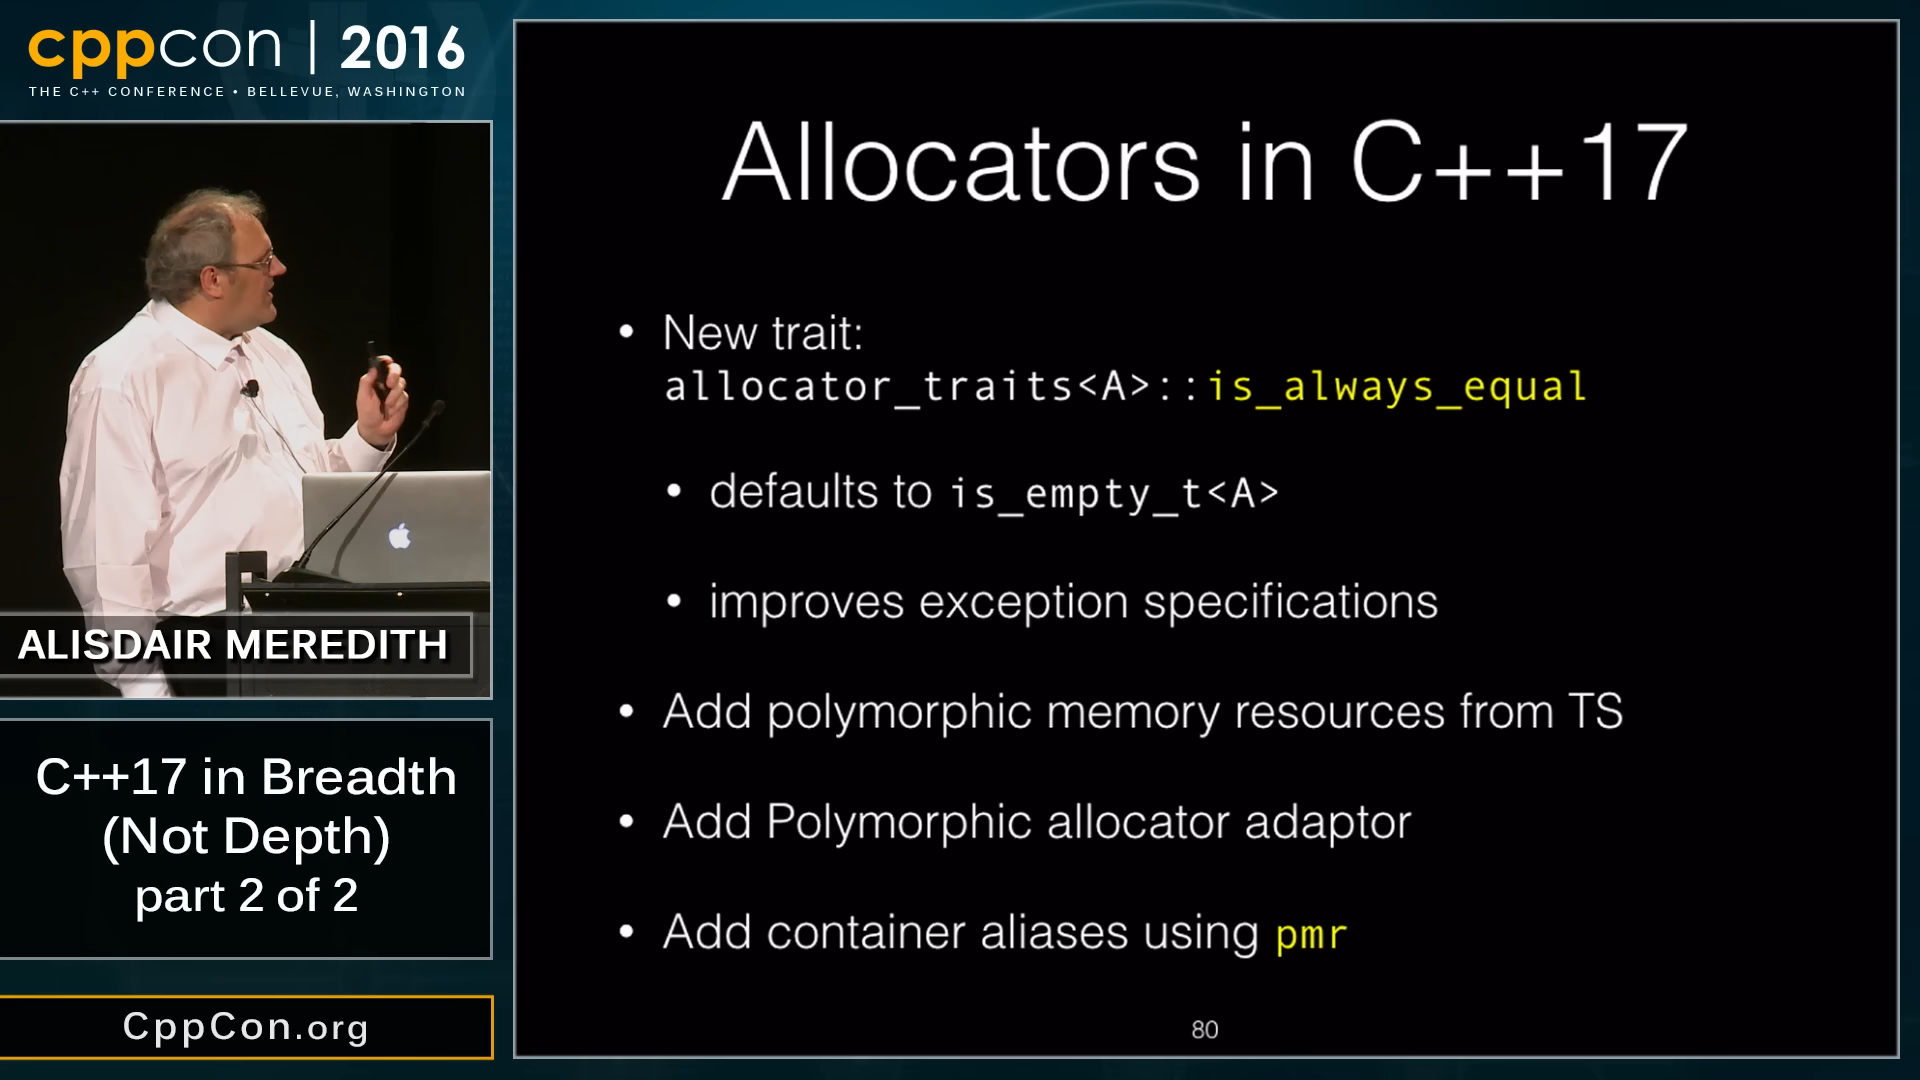 cppcon | 2016
THE C++ CONFERENCE • BELLEVUE, WASHINGTON
ALISDAIR MEREDITH
C++17 in Breadth
(Not Depth)
part 2 of 2
CppCon.org
Allocators in C++17
• New trait:
allocator_traits<A>::is_always_equal
• defaults to is_empty_t<A>
• improves exception specifications
• Add polymorphic memory resources from TS
• Add Polymorphic allocator adaptor
• Add container aliases using pmr
80